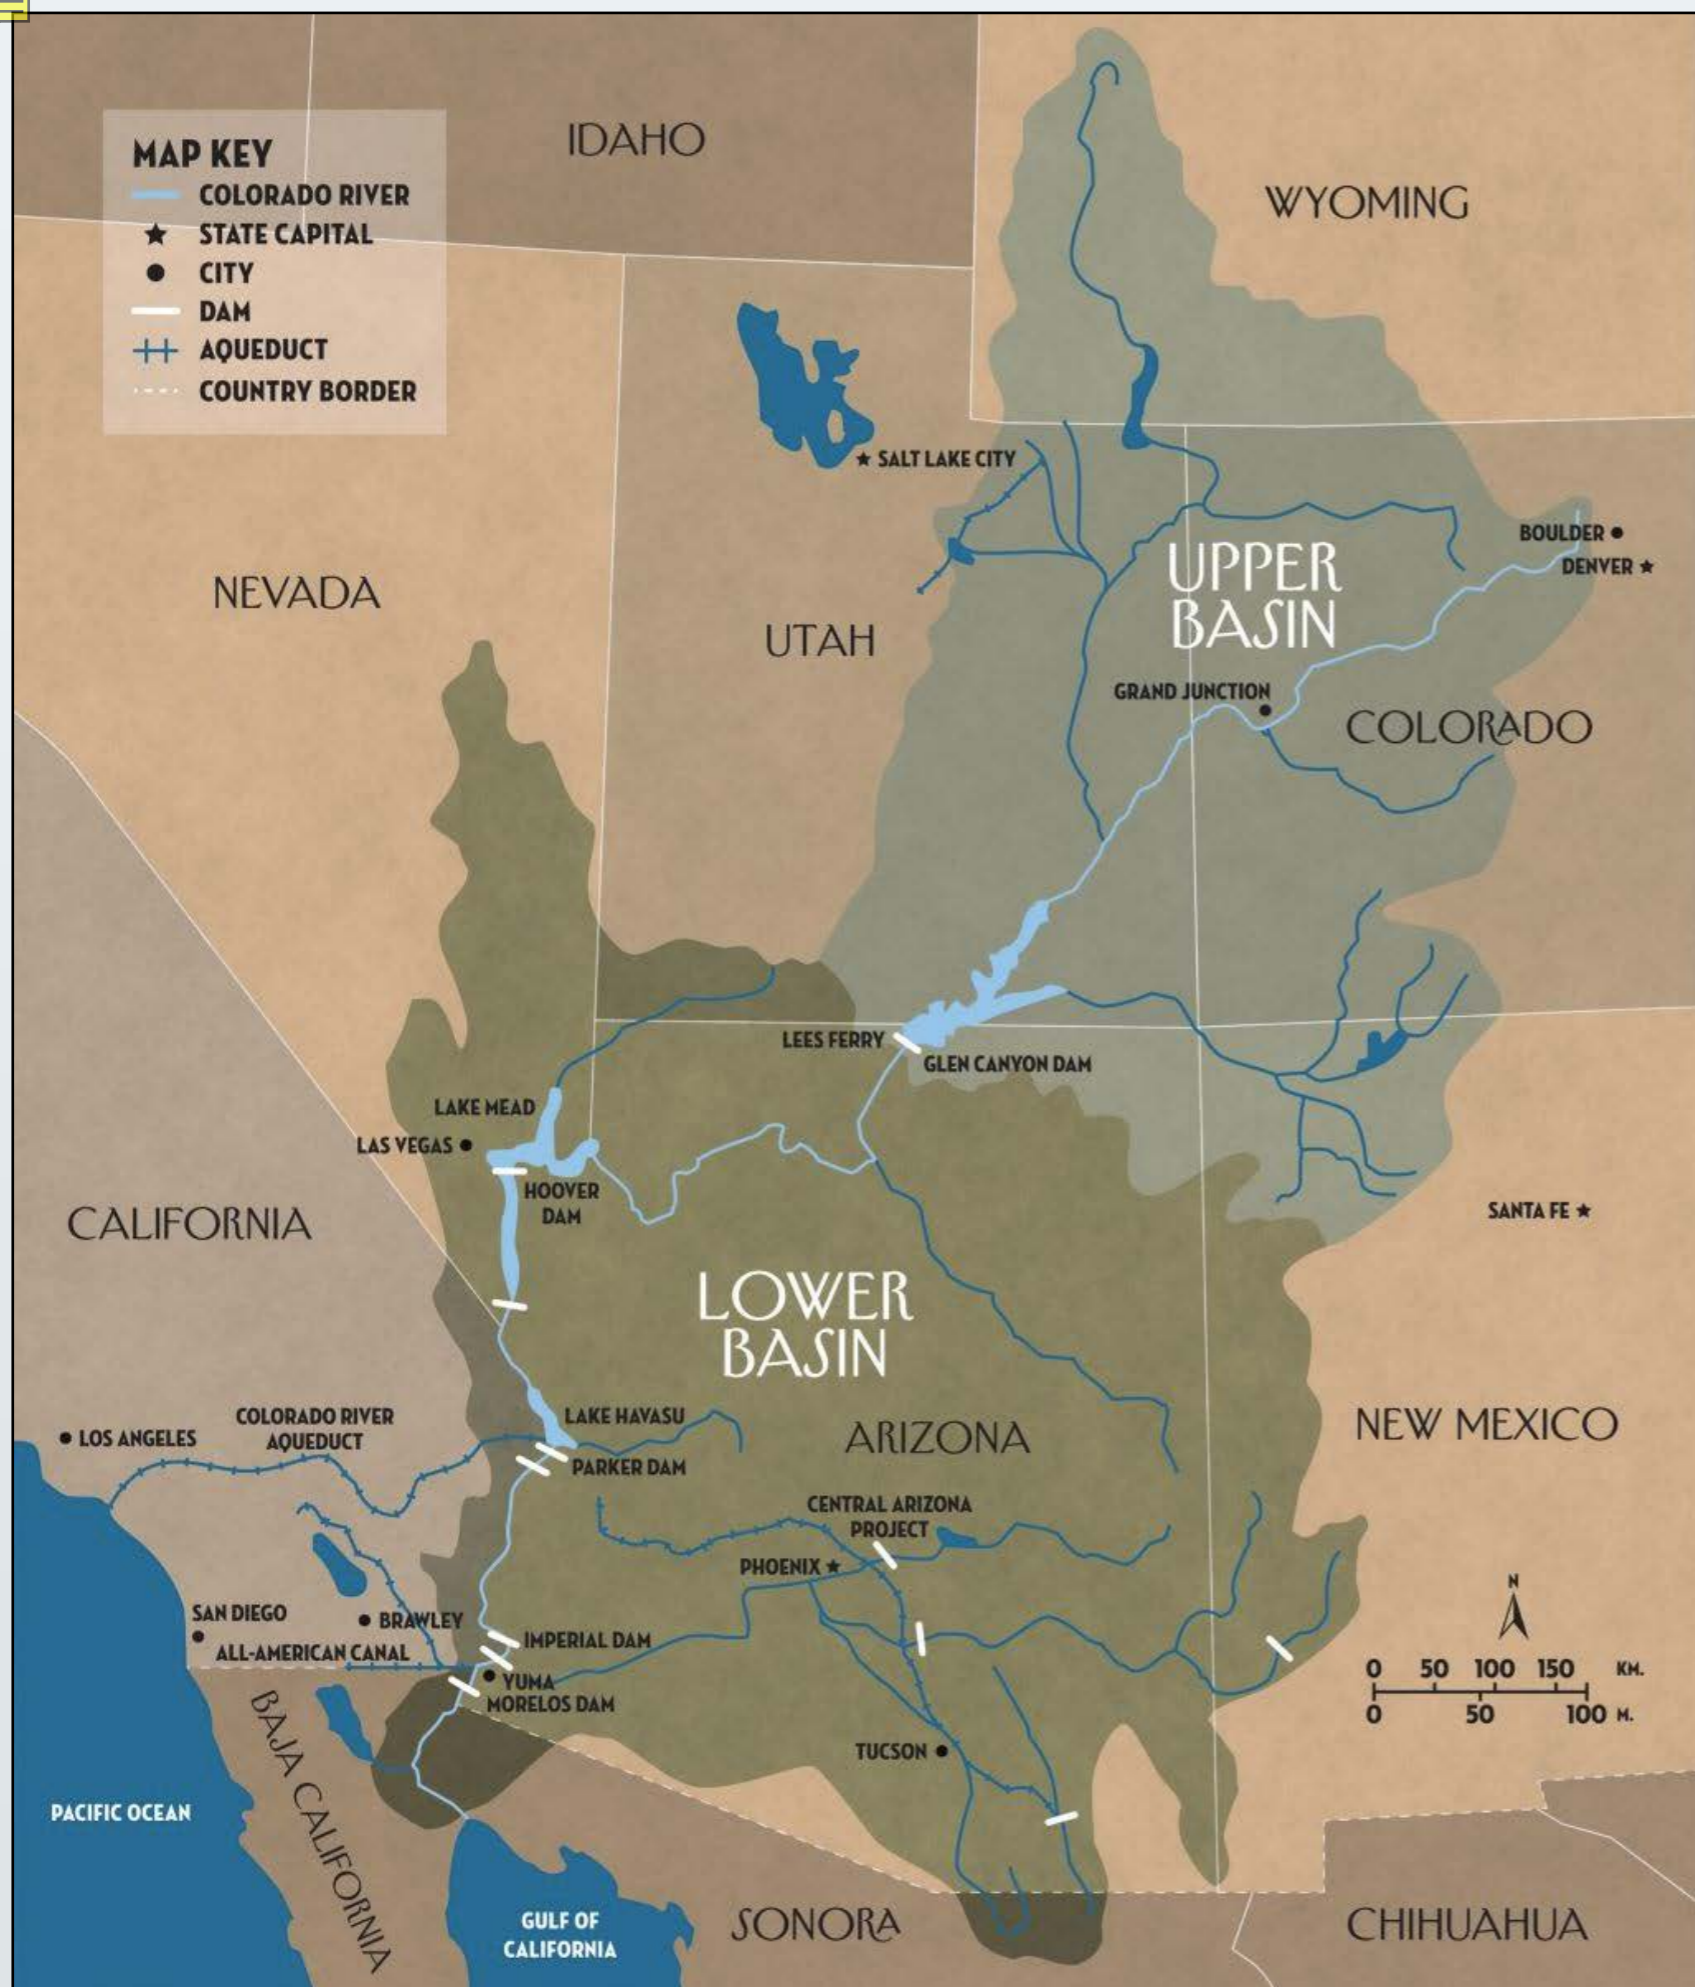 MAP KEY
COLORADO RIVER
STATE CAPITAL
CITY
DAM
AQUEDUCT
COUNTRY BORDER
IDAHO
WYOMING
SALT LAKE CITY
BOULDER
DENVER
UPPER
BASIN
NEVADA
UTAH
GRAND JUNCTION
COLORADO
LEES FERRY
GLEN CANYON DAM
LAKE MEAD
LAS VEGAS
HOOVER
DAM
CALIFORNIA
SANTA FE
LOWER
BASIN
COLORADO RIVER
AQUEDUCT
LOS ANGELES
LAKE HAVASU
ARIZONA
NEW MEXICO
PARKER DAM
CENTRAL ARIZONA
PROJECT
PHOENIX
N
SAN DIEGO
BRAWLEY
ALL-AMERICAN CANAL
IMPERIAL DAM
YUMA
MORELOS DAM
0 50 100 150 KM.
0 50 100 M.
TUCSON
BAJA CALIFORNIA
PACIFIC OCEAN
GULF OF
CALIFORNIA
SONORA
CHIHUAHUA